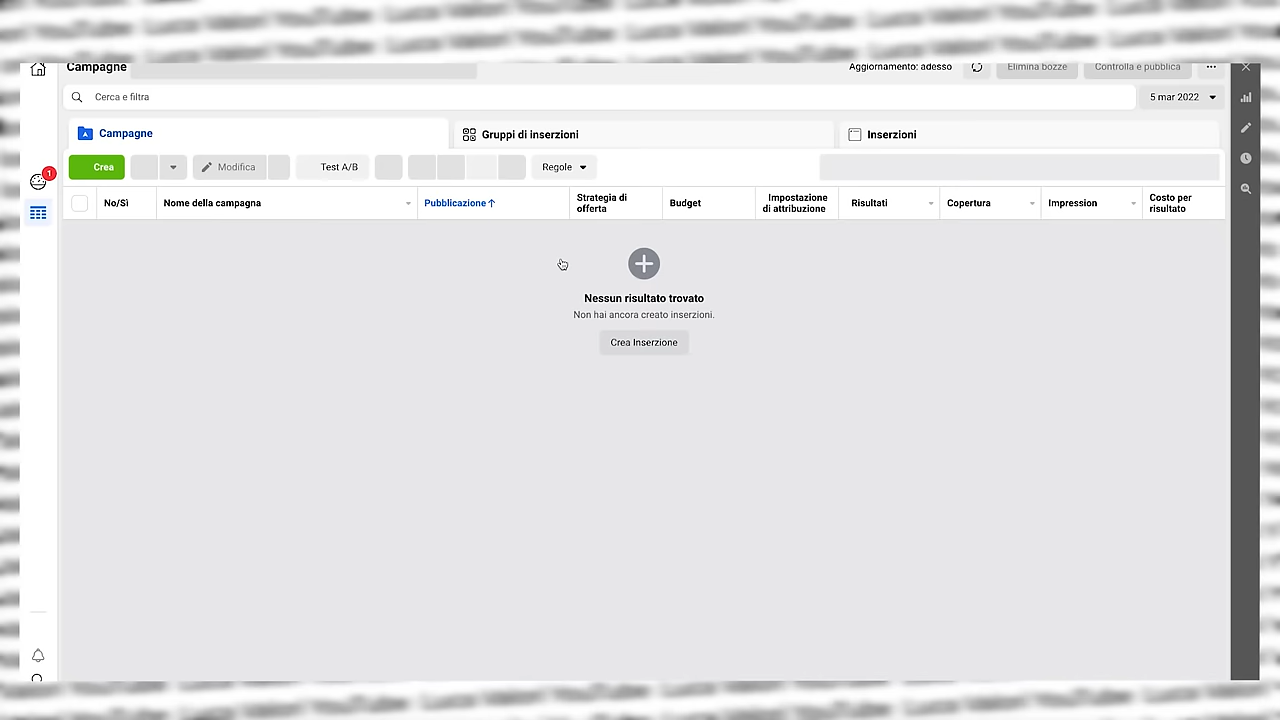 Campagne
Aggiornamento: adesso
Elimina bozze
Controlla e pubblica
Cerca e filtra
5 mar 2022
Campagne
Gruppi di inserzioni
Inserzioni
Crea
Modifica
Test A/B
Regole
No/Sì
Nome della campagna
Pubblicazione↑
Strategia di
offerta
Budget
Impostazione
di attribuzione
Risultati
Copertura
Impression
Costo per
risultato
1
Nessun risultato trovato
Non hai ancora creato inserzioni.
Crea Inserzione